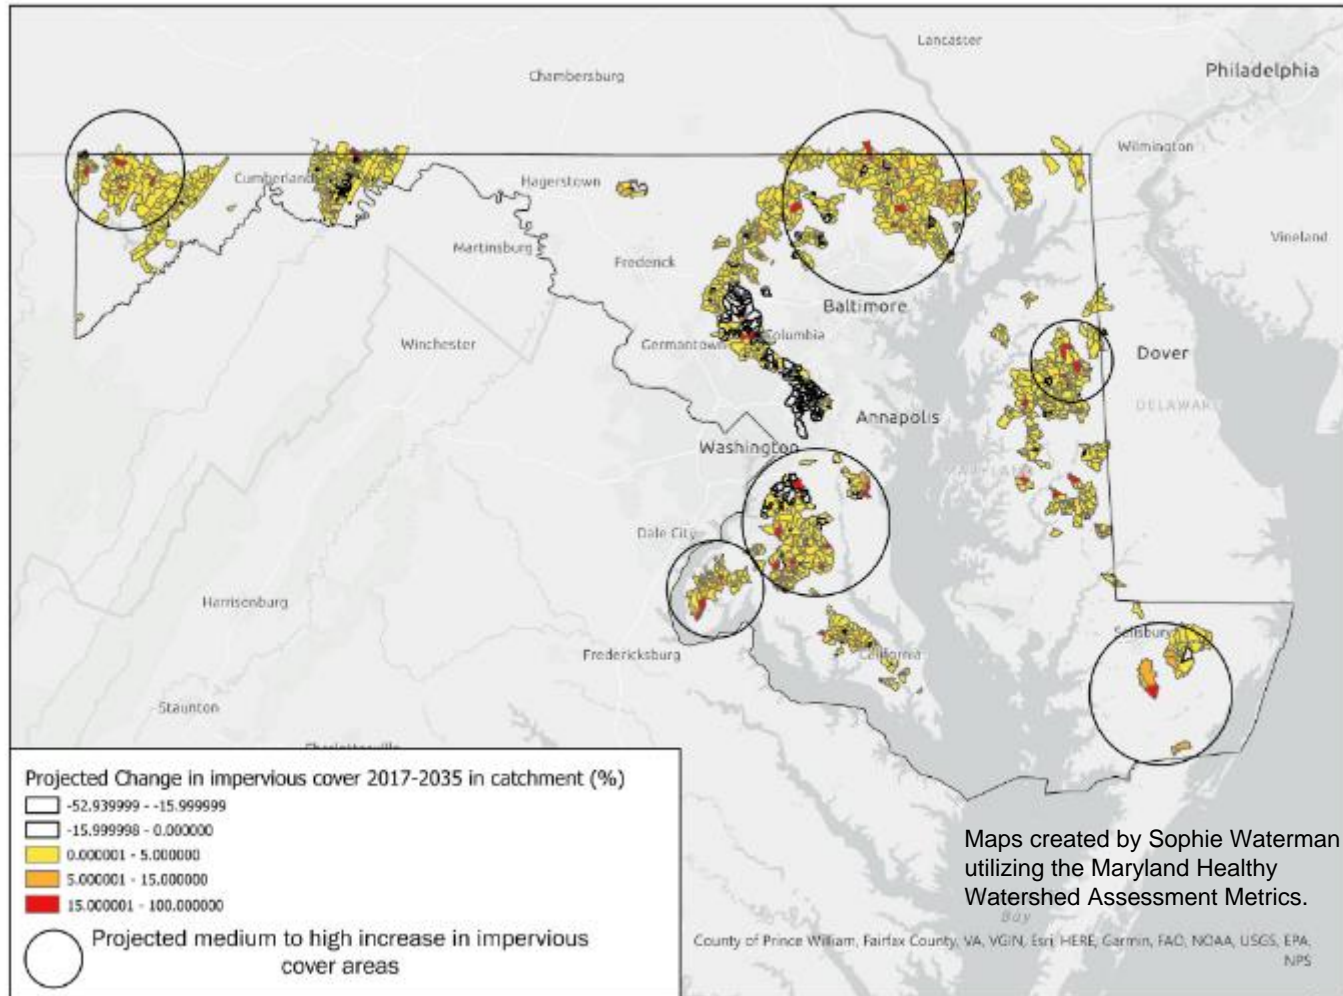 Lancaster
Philadelphia
Chambersburg
Wilmington
Cumberland
Hagerstown
Vineland
Martinsburg
Frederick
Baltimore
Winchester
Germantown
Columbia
Dover
DELAWARE
Annapolis
Washington
MARYLAND
Dale City
Harrisonburg
Salisbury
Fredericksburg
California
Staunton
Charlottesville
Projected Change in impervious cover 2017-2035 in catchment (%)
-52.939999 - -15.999999
-15.999998 - 0.000000
0.000001 - 5.000000
5.000001 - 15.000000
15.000001 - 100.000000
Projected medium to high increase in impervious
cover areas
Maps created by Sophie Waterman
utilizing the Maryland Healthy
Watershed Assessment Metrics.
Bay
County of Prince William, Fairfax County, VA, VGIN, Esri, HERE, Garmin, FAO, NOAA, USGS, EPA,
NPS